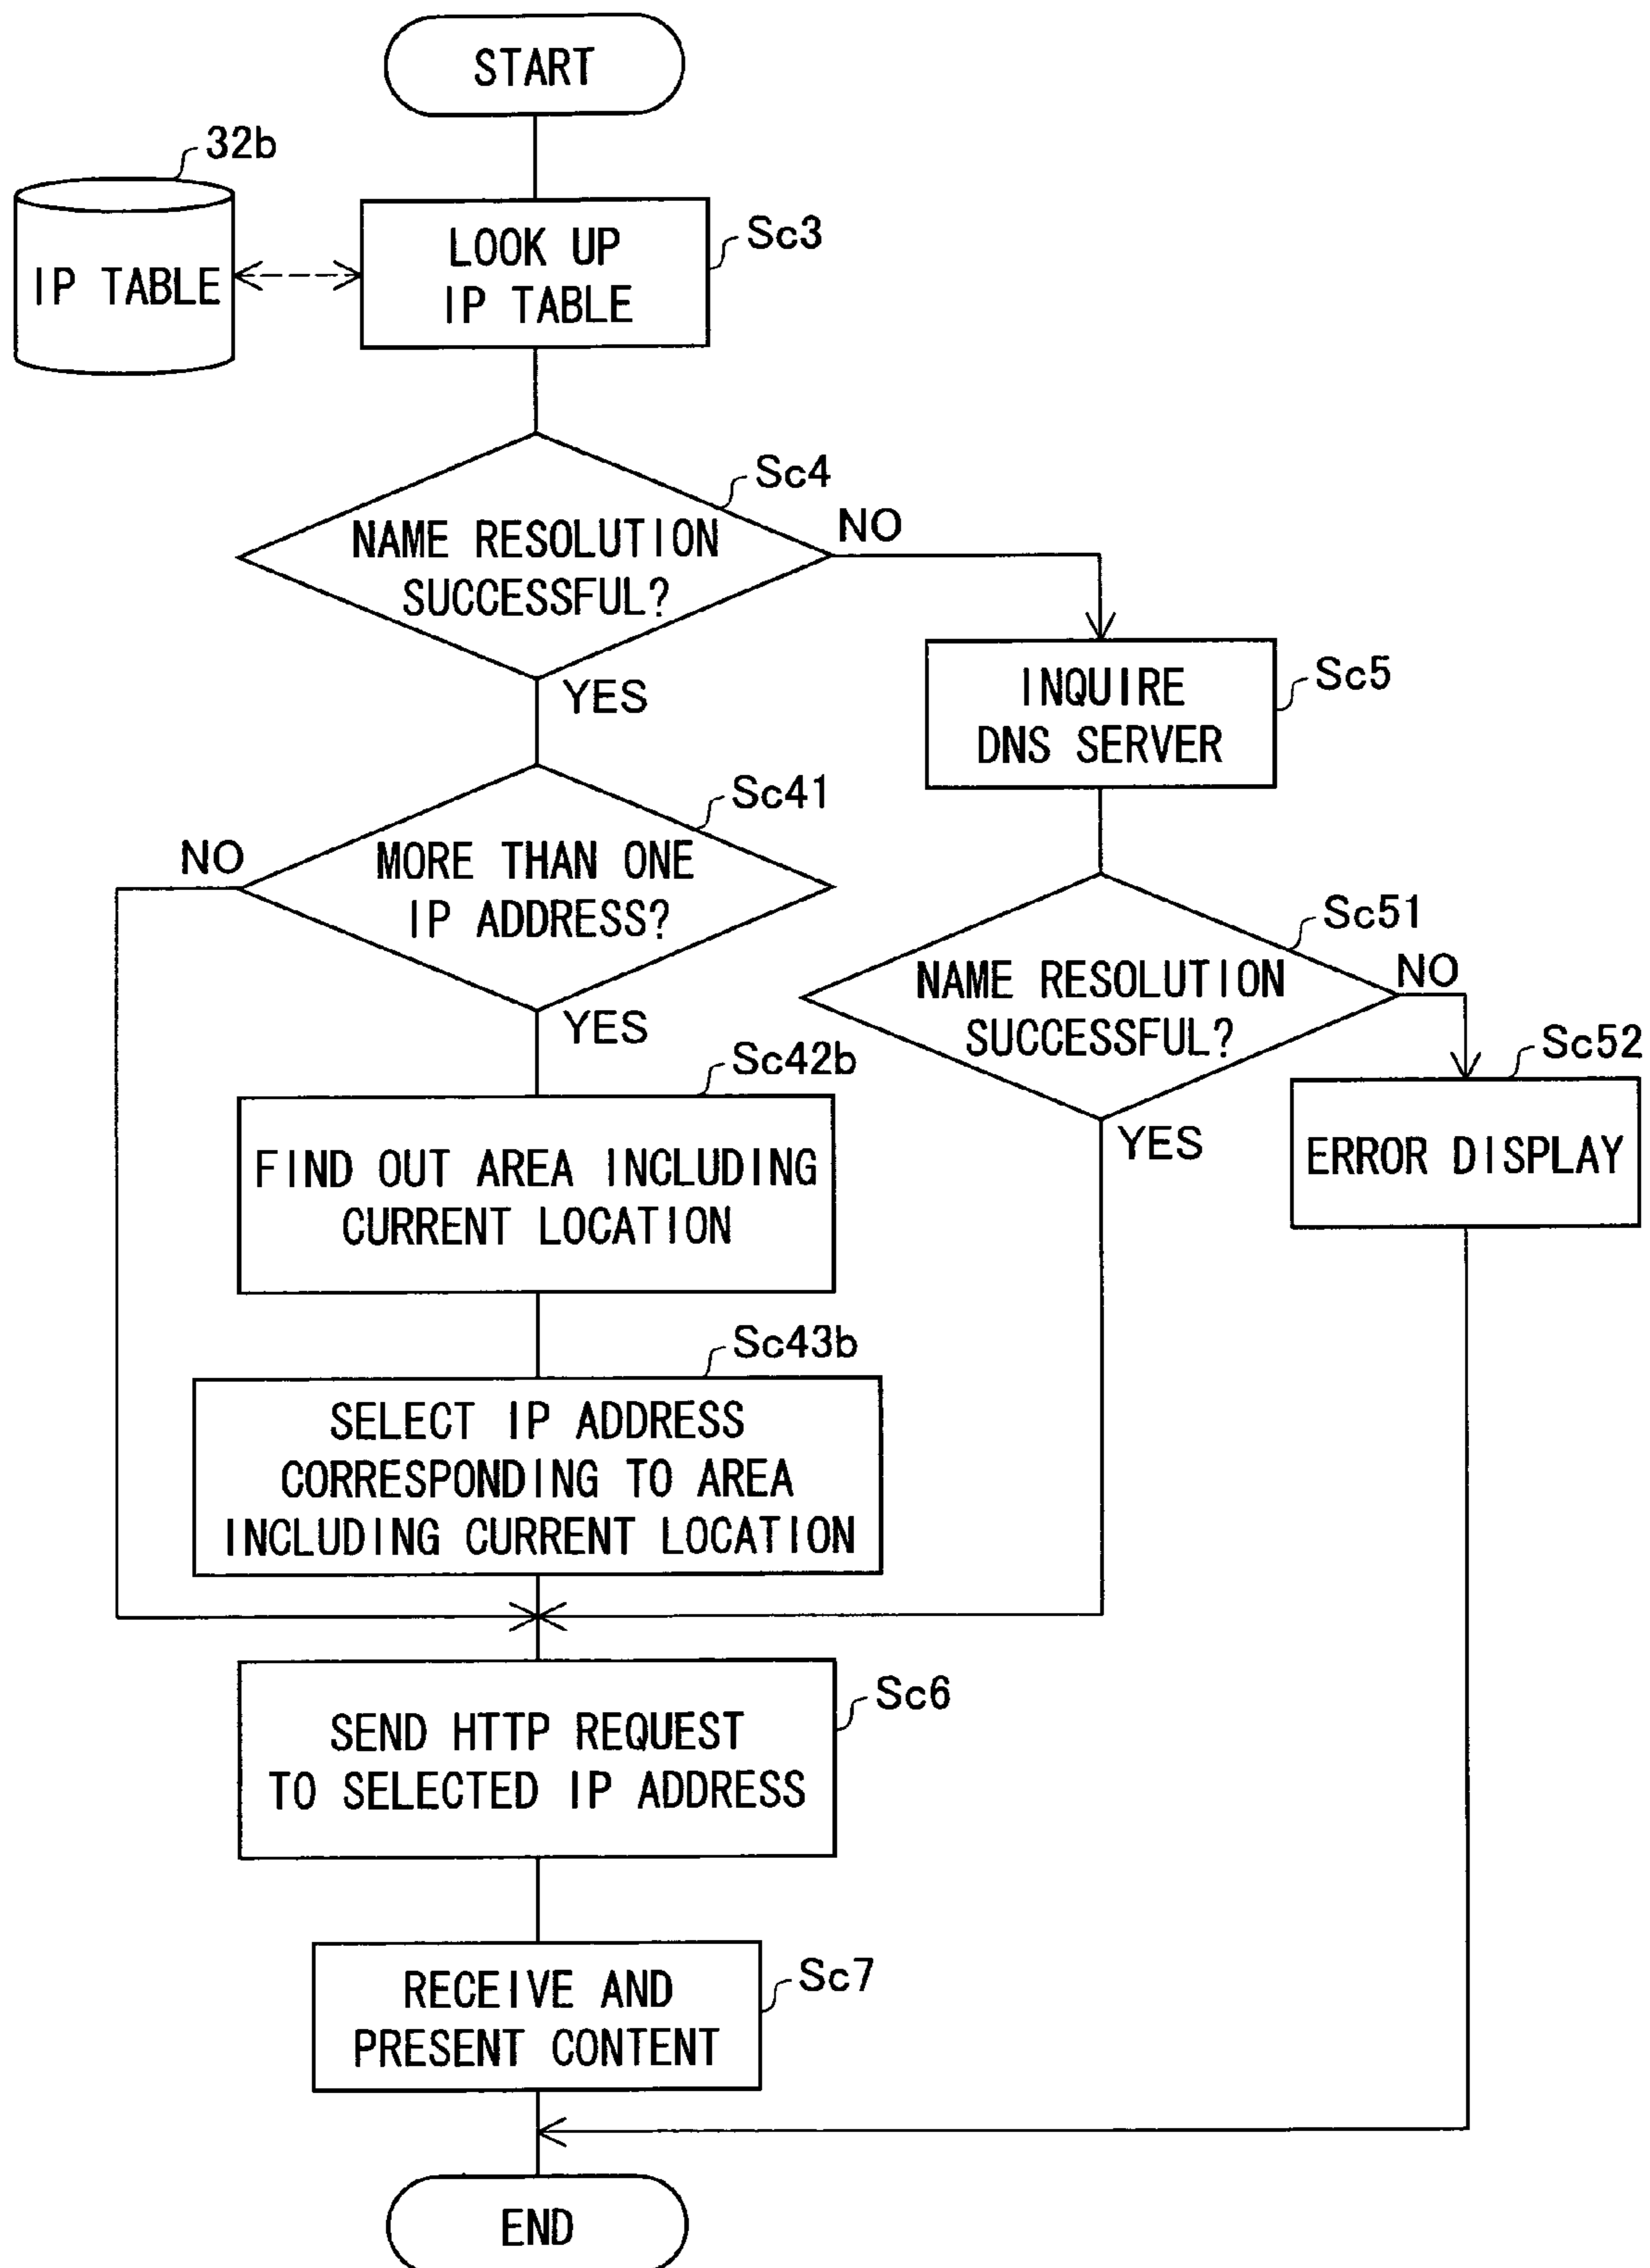 START
32b
IP TABLE
LOOK UP
IP TABLE
Sc3
Sc4
NAME RESOLUTION
SUCCESSFUL?
NO
YES
INQUIRE
DNS SERVER
Sc5
Sc41
NO
MORE THAN ONE
IP ADDRESS?
YES
Sc51
NAME RESOLUTION
SUCCESSFUL?
NO
YES
Sc52
ERROR DISPLAY
Sc42b
FIND OUT AREA INCLUDING
CURRENT LOCATION
Sc43b
SELECT IP ADDRESS
CORRESPONDING TO AREA
INCLUDING CURRENT LOCATION
Sc6
SEND HTTP REQUEST
TO SELECTED IP ADDRESS
Sc7
RECEIVE AND
PRESENT CONTENT
END